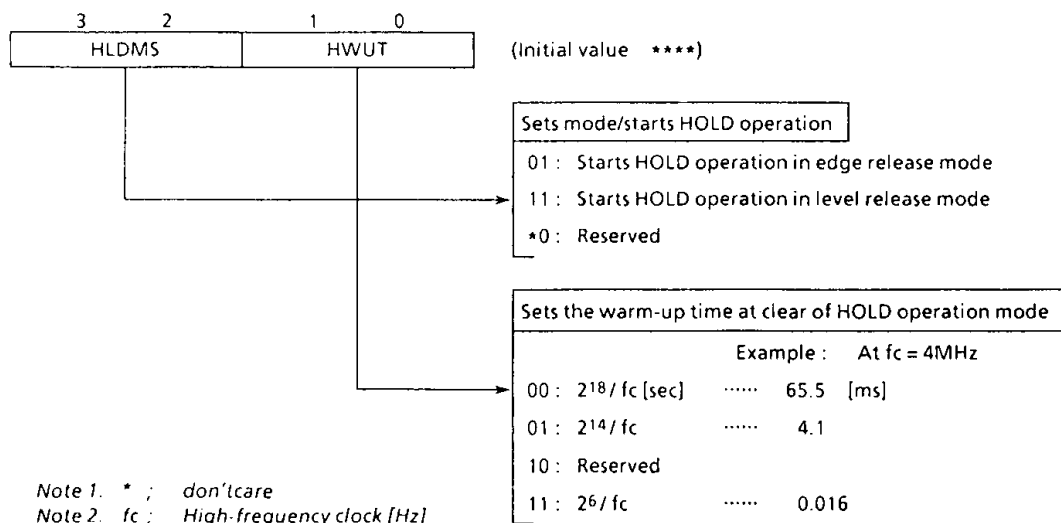 3 2 1 0
HLDMS HWUT (Initial value ****)
Sets mode/starts HOLD operation
01 : Starts HOLD operation in edge release mode
11 : Starts HOLD operation in level release mode
*0 : Reserved
Sets the warm-up time at clear of HOLD operation mode
Example : At fc = 4MHz
00 : 2¹⁸/ fc [sec] ...... 65.5 [ms]
01 : 2¹⁴/ fc ...... 4.1
10 : Reserved
11 : 2⁶/ fc ...... 0.016
Note 1. * ; don'tcare
Note 2. fc ; High-frequency clock [Hz]